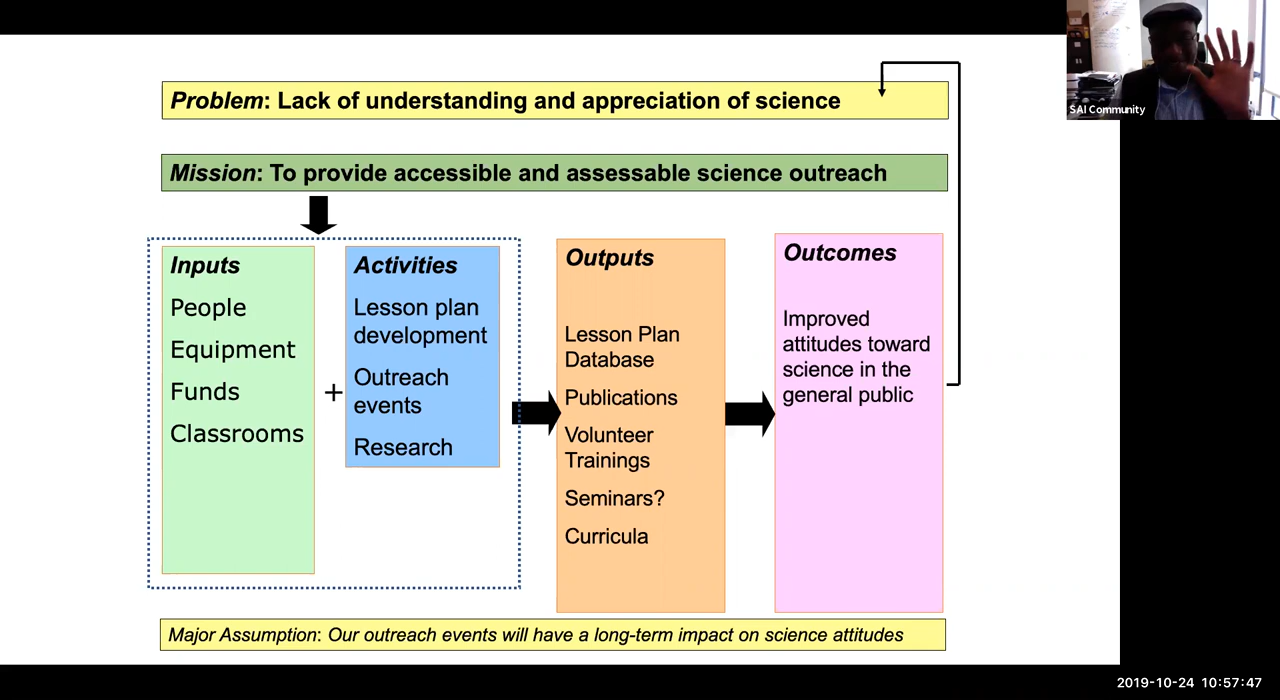 SAI Community
Problem: Lack of understanding and appreciation of science
Mission: To provide accessible and assessable science outreach
Inputs
People
Equipment
Funds
Classrooms
+
Activities
Lesson plan
development
Outreach
events
Research
Outputs
Lesson Plan
Database
Publications
Volunteer
Trainings
Seminars?
Curricula
Outcomes
Improved
attitudes toward
science in the
general public
Major Assumption: Our outreach events will have a long-term impact on science attitudes
2019-10-24 10:57:47